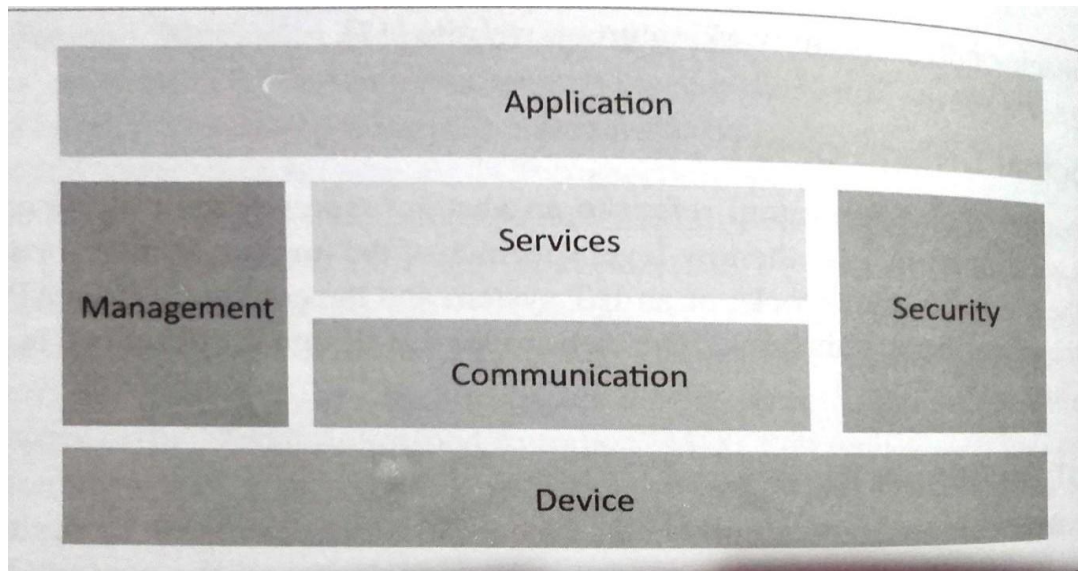 Application
Services
Management
Security
Communication
Device